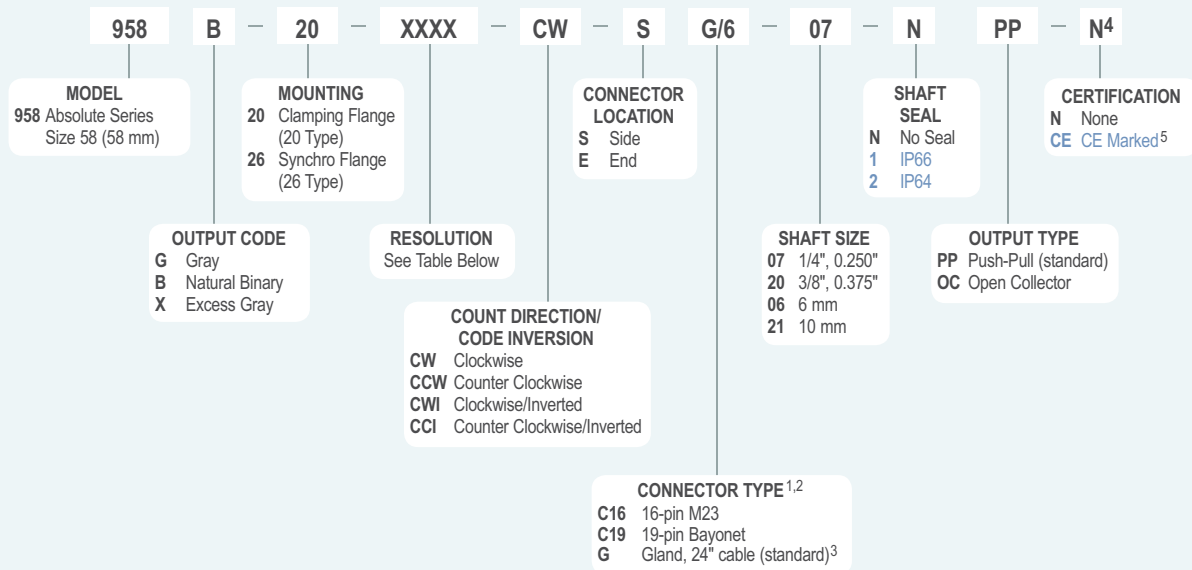 958 B – 20 – XXXX – CW – S G/6 – 07 – N PP – N4
MODEL
958 Absolute Series
Size 58 (58 mm)
MOUNTING
20 Clamping Flange
(20 Type)
26 Synchro Flange
(26 Type)
CONNECTOR
LOCATION
S Side
E End
SHAFT
SEAL
N No Seal
1 IP66
2 IP64
CERTIFICATION
N None
CE CE Marked5
OUTPUT CODE
G Gray
B Natural Binary
X Excess Gray
RESOLUTION
See Table Below
SHAFT SIZE
07 1/4", 0.250"
20 3/8", 0.375"
06 6 mm
21 10 mm
OUTPUT TYPE
PP Push-Pull (standard)
OC Open Collector
COUNT DIRECTION/
CODE INVERSION
CW Clockwise
CCW Counter Clockwise
CWI Clockwise/Inverted
CCI Counter Clockwise/Inverted
CONNECTOR TYPE1,2
C16 16-pin M23
C19 19-pin Bayonet
G Gland, 24" cable (standard)3